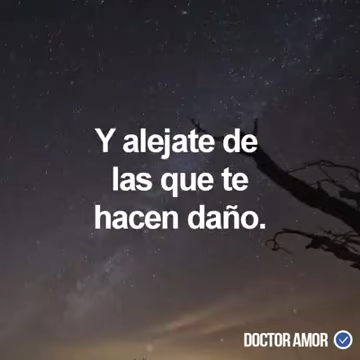 Y alejate de
las que te
hacen daño.
DOCTOR AMOR